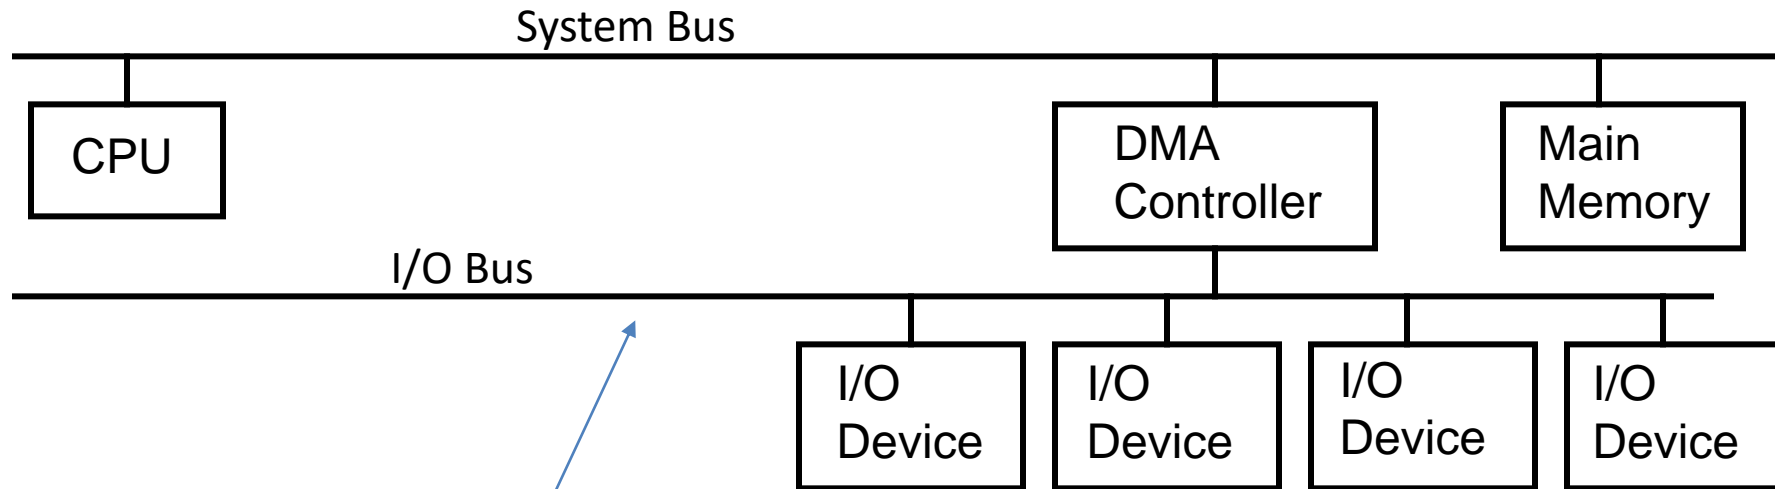 System Bus
CPU
DMA
Controller
Main
Memory
I/O Bus
I/O
Device
I/O
Device
I/O
Device
I/O
Device